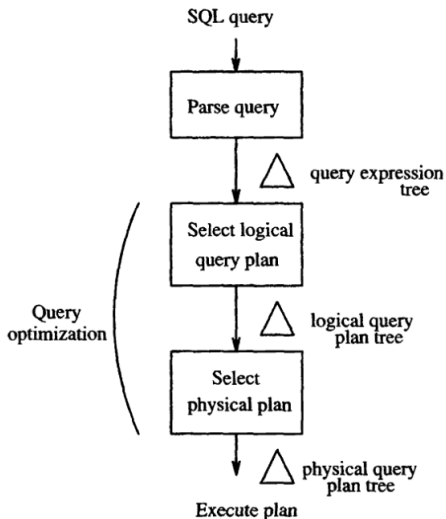 SQL query
Parse query
query expression
tree
Select logical
query plan
Query
optimization
logical query
plan tree
Select
physical plan
physical query
plan tree
Execute plan